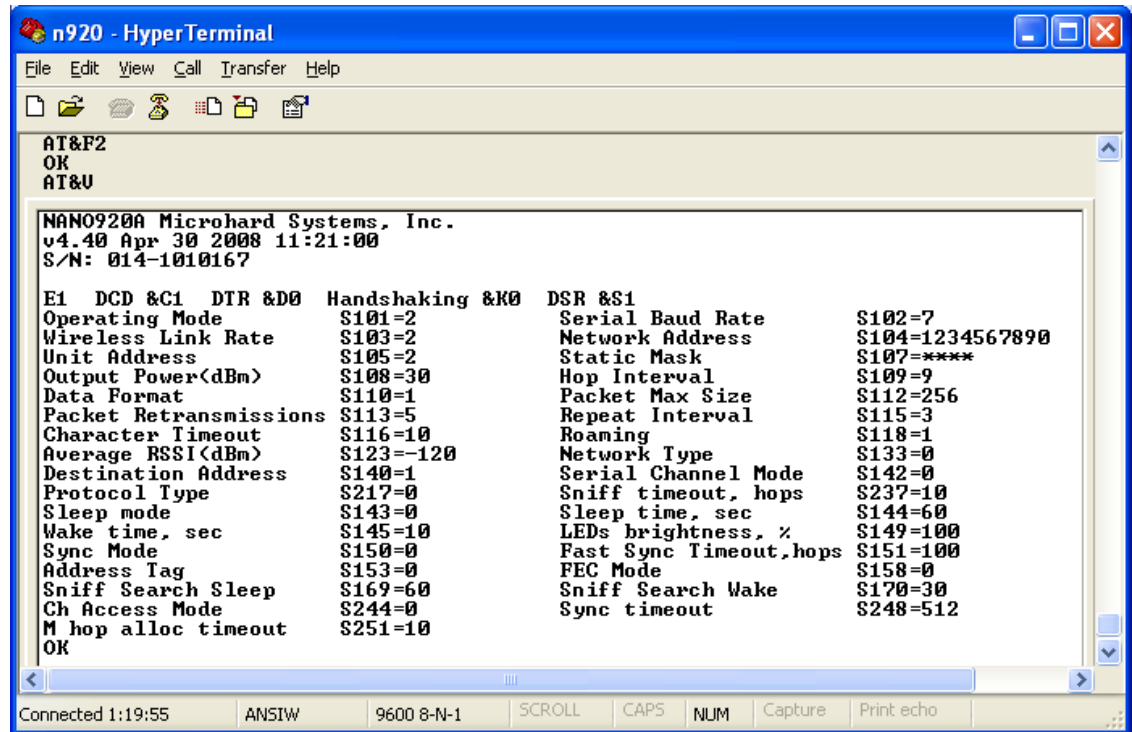 n920 - HyperTerminal
File Edit View Call Transfer Help
AT&F2
OK
AT&V
NANO920A Microhard Systems, Inc.
v4.40 Apr 30 2008 11:21:00
S/N: 014-1010167
E1 DCD &C1 DTR &D0 Handshaking &K0 DSR &S1
Operating Mode S101=2 Serial Baud Rate S102=7
Wireless Link Rate S103=2 Network Address S104=1234567890
Unit Address S105=2 Static Mask S107=****
Output Power(dBm) S108=30 Hop Interval S109=9
Data Format S110=1 Packet Max Size S112=256
Packet Retransmissions S113=5 Repeat Interval S115=3
Character Timeout S116=10 Roaming S118=1
Average RSSI(dBm) S123=-120 Network Type S133=0
Destination Address S140=1 Serial Channel Mode S142=0
Protocol Type S217=0 Sniff timeout, hops S237=10
Sleep mode S143=0 Sleep time, sec S144=60
Wake time, sec S145=10 LEDs brightness, % S149=100
Sync Mode S150=0 Fast Sync Timeout,hops S151=100
Address Tag S153=0 FEC Mode S158=0
Sniff Search Sleep S169=60 Sniff Search Wake S170=30
Ch Access Mode S244=0 Sync timeout S248=512
M hop alloc timeout S251=10
OK
Connected 1:19:55 ANSIW 9600 8-N-1 SCROLL CAPS NUM Capture Print echo